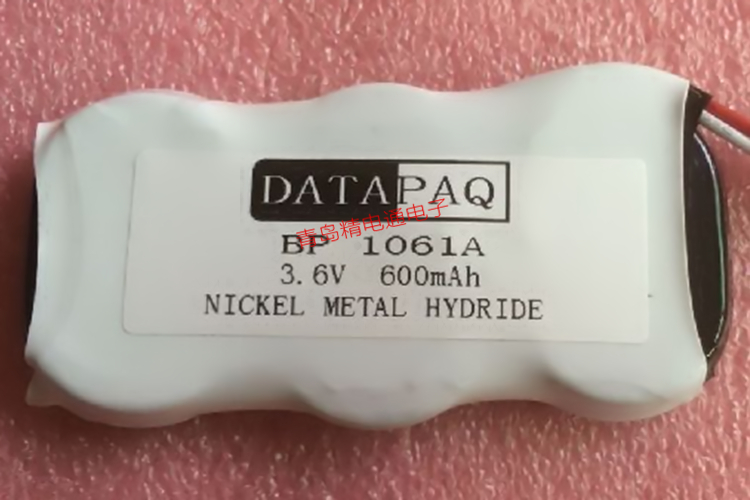 DATAPAQ
青岛精电通电子
BP 1061A
3.6V 600mAh
NICKEL METAL HYDRIDE